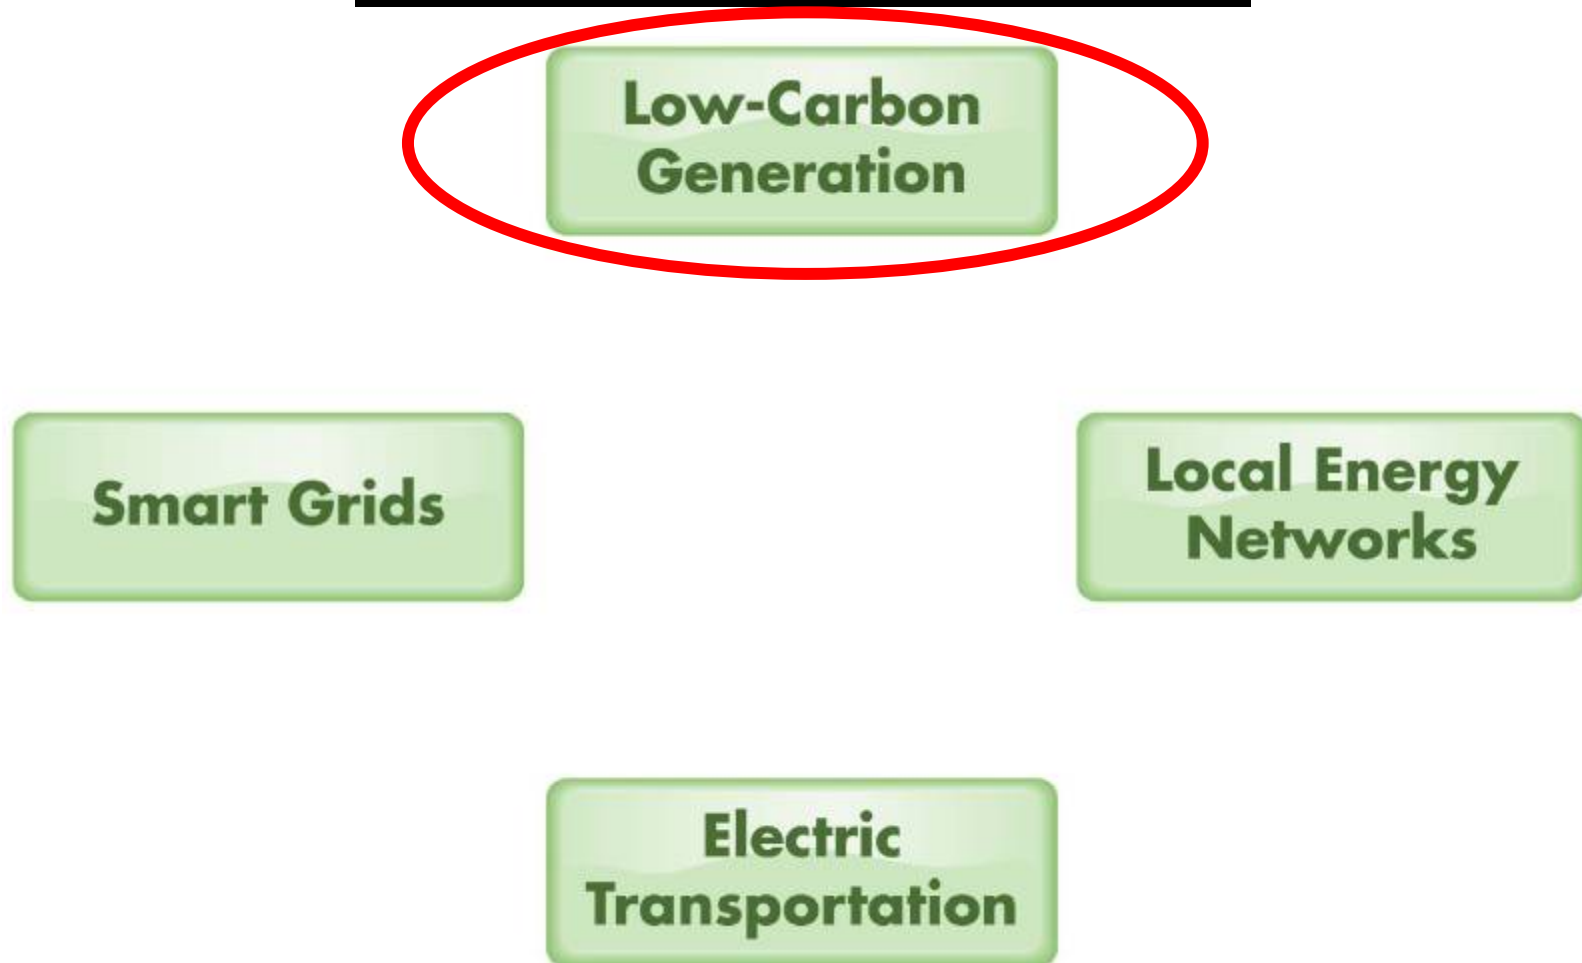 Low-Carbon
Generation
Smart Grids
Local Energy
Networks
Electric
Transportation